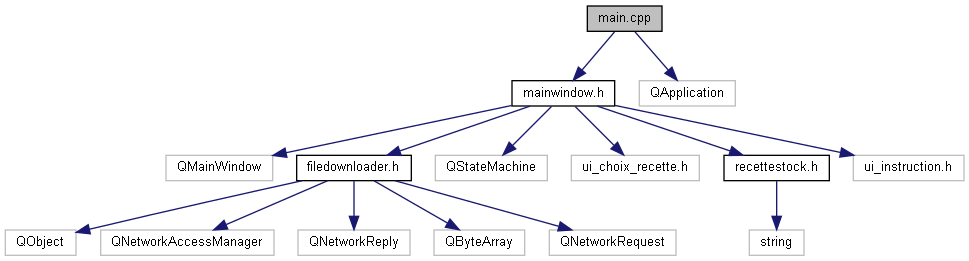 main.cpp
mainwindow.h
QApplication
QMainWindow
filedownloader.h
QStateMachine
ui_choix_recette.h
recettestock.h
ui_instruction.h
QObject
QNetworkAccessManager
QNetworkReply
QByteArray
QNetworkRequest
string